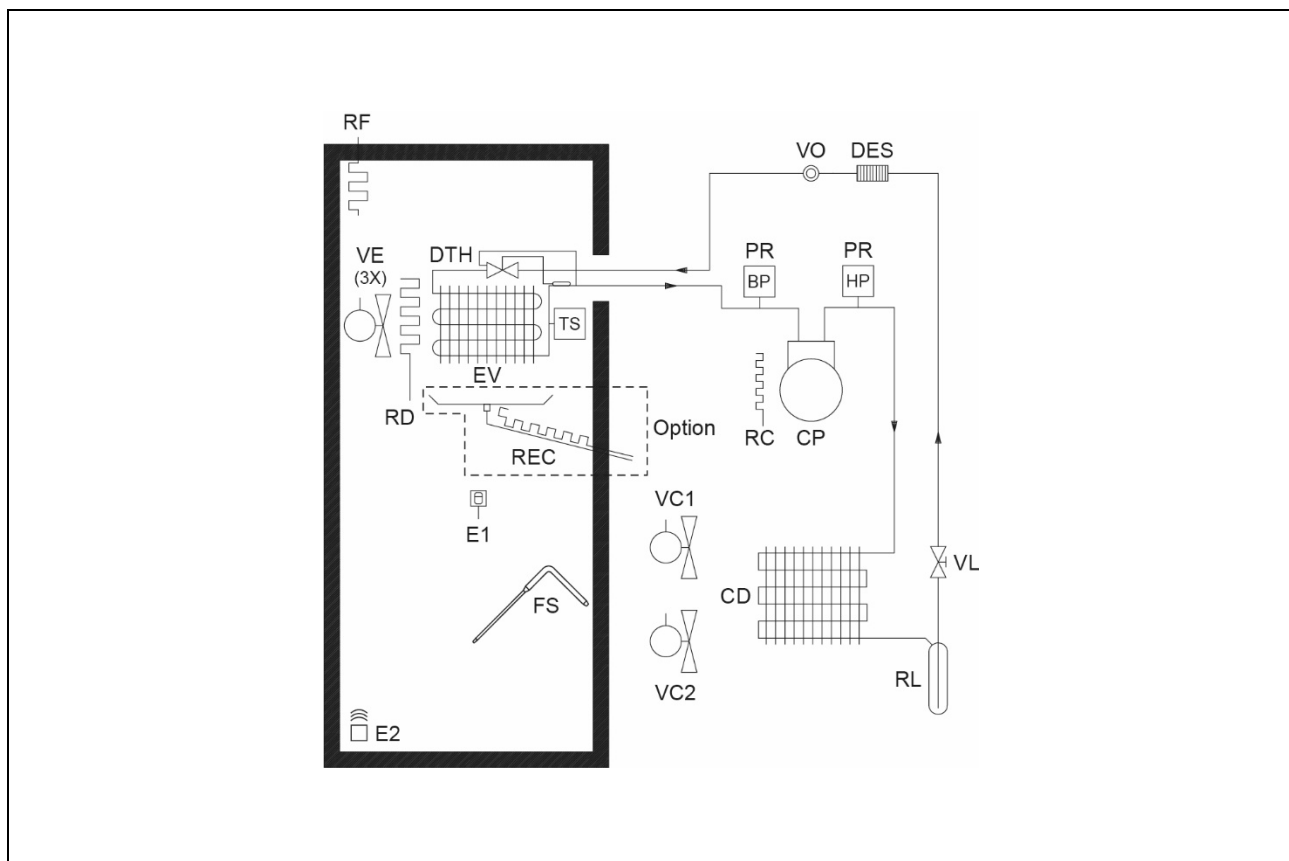 RF
VO DES
VE
(3X)
DTH
PR PR
BP HP
TS
EV
RD
Option
REC
RC CP
E1
VC1
VL
CD
FS
VC2
RL
E2